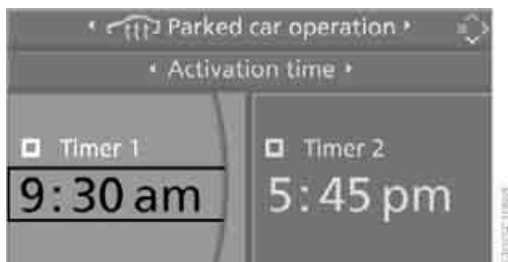 Parked car operation
Activation time
Timer 1
Timer 2
9:30 am
5:45 pm